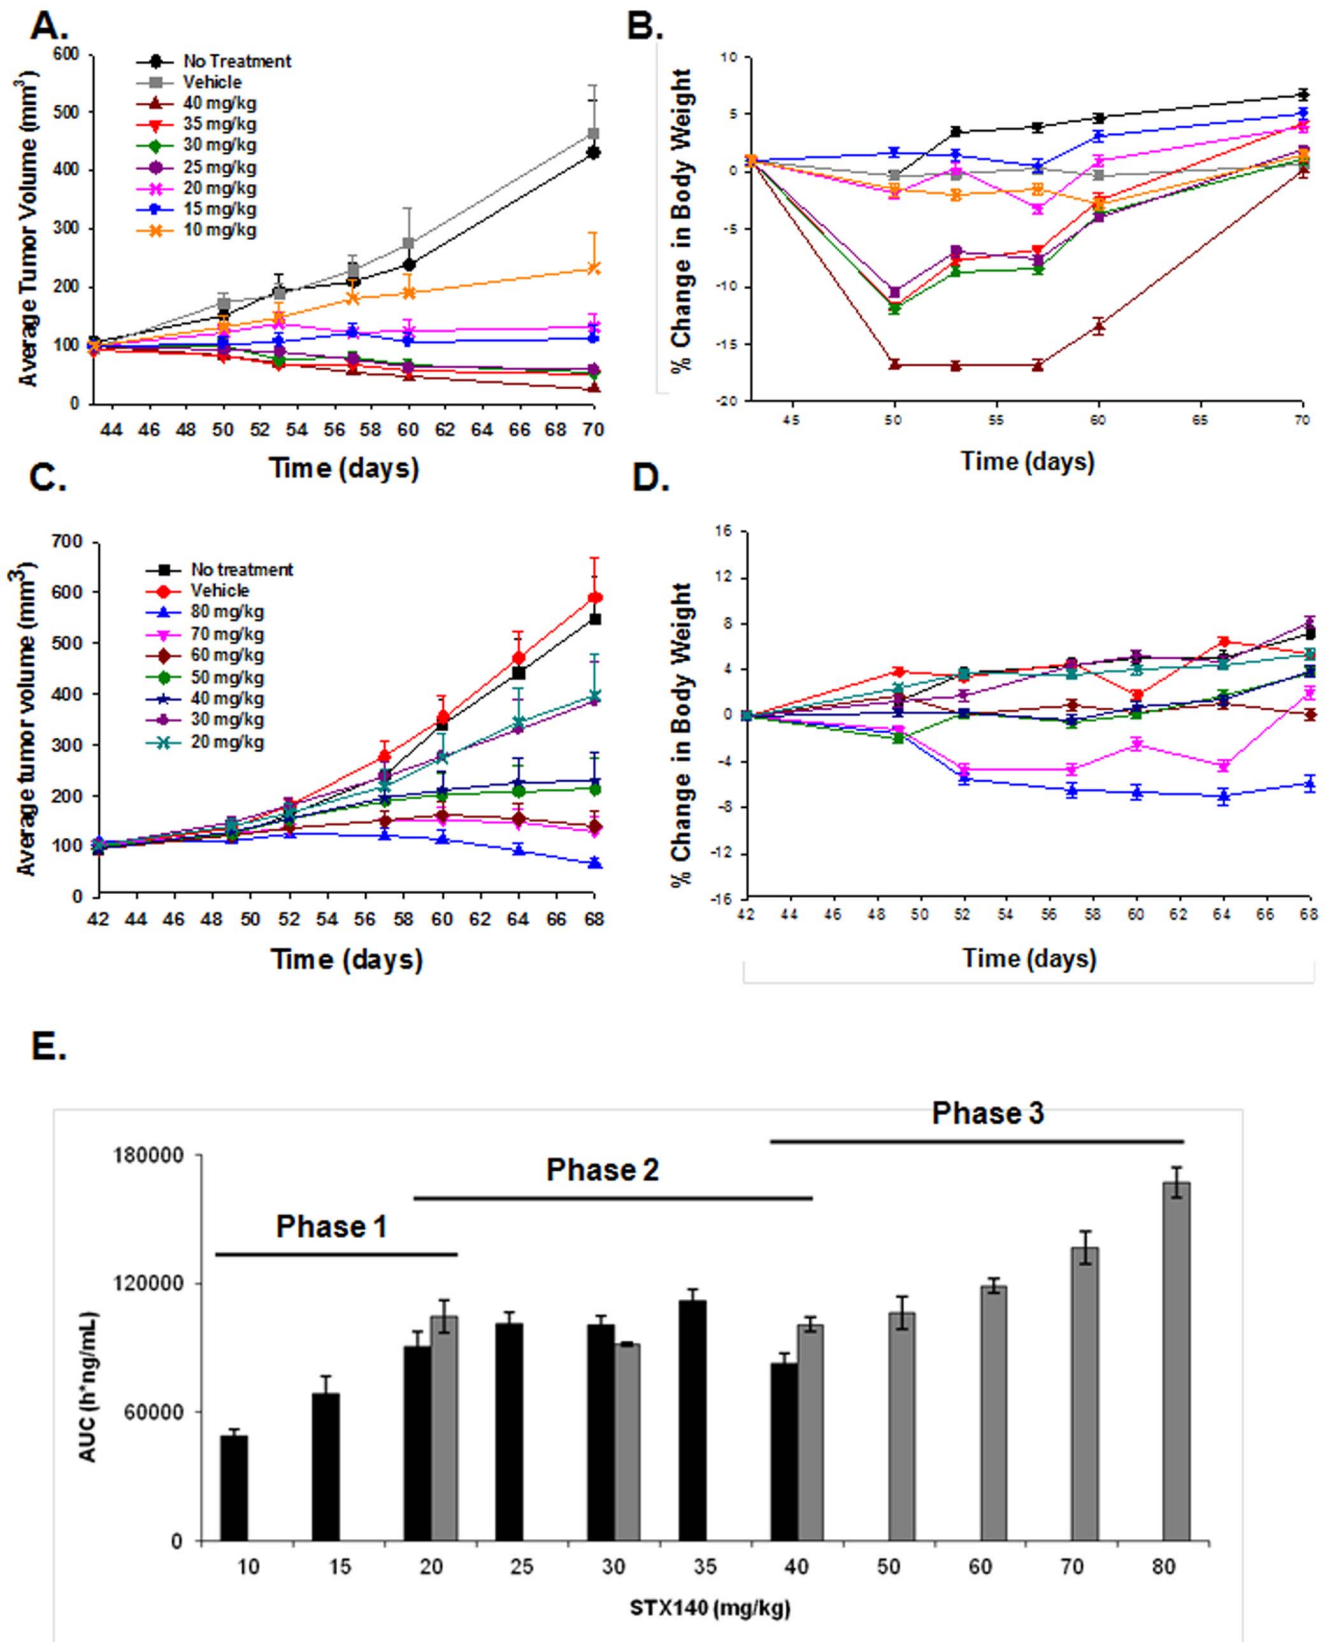 A.
Average Tumor Volume (mm3)
600
500
400
300
200
100
0
No Treatment
Vehicle
40 mg/kg
35 mg/kg
30 mg/kg
25 mg/kg
20 mg/kg
15 mg/kg
10 mg/kg
44 46 48 50 52 54 56 58 60 62 64 66 68 70
Time (days)
B.
% Change in Body Weight
10
5
0
-5
-10
-15
-20
45 50 55 60 65 70
Time (days)
C.
Average tumor volume (mm3)
700
600
500
400
300
200
100
0
No treatment
Vehicle
80 mg/kg
70 mg/kg
60 mg/kg
50 mg/kg
40 mg/kg
30 mg/kg
20 mg/kg
42 44 46 48 50 52 54 56 58 60 62 64 66 68
Time (days)
D.
% Change in Body Weight
16
12
8
4
0
-4
-8
-12
-16
42 44 46 48 50 52 54 56 58 60 62 64 66 68
Time (days)
E.
Phase 1
Phase 2
Phase 3
AUC (h*ng/mL)
180000
120000
60000
0
10 15 20 25 30 35 40 50 60 70 80
STX140 (mg/kg)